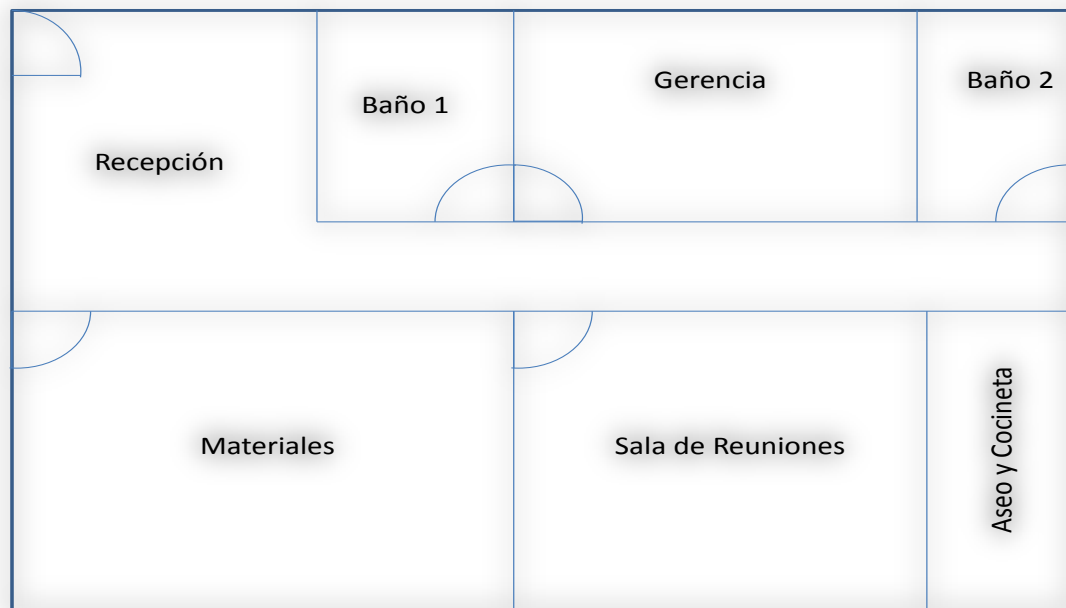 Gerencia
Baño 2
Baño 1
Recepción
Materiales
Sala de Reuniones
Aseo y Cocineta